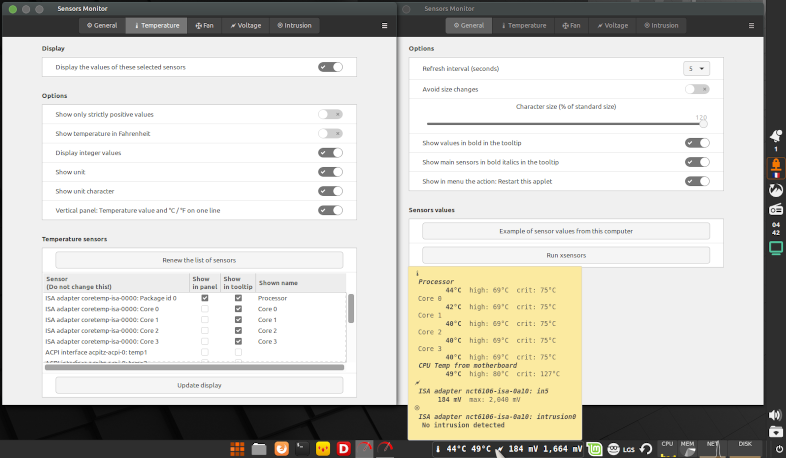 Sensors Monitor
General
Temperature
Fan
Voltage
Intrusion
Display
Display the values of these selected sensors
Options
Show only strictly positive values
Show temperature in Fahrenheit
Display integer values
Show unit
Show unit character
Vertical panel: Temperature value and °C / °F on one line
Temperature sensors
Renew the list of sensors
Sensor Show Show Shown name
(Do not change this!) in panel in tooltip
ISA adapter coretemp-isa-0000: Package id 0 Processor
ISA adapter coretemp-isa-0000: Core 0 Core 0
ISA adapter coretemp-isa-0000: Core 1 Core 1
ISA adapter coretemp-isa-0000: Core 2 Core 2
ISA adapter coretemp-isa-0000: Core 3 Core 3
ACPI interface acpitz-acpi-0: temp1
Update display
Sensors Monitor
General
Temperature
Fan
Voltage
Intrusion
Options
Refresh interval (seconds) 5
Avoid size changes
Character size (% of standard size)
120
Show values in bold in the tooltip
Show main sensors in bold italics in the tooltip
Show in menu the action: Restart this applet
Sensors values
Example of sensor values from this computer
Run xsensors
Processor
44°C high: 69°C crit: 75°C
Core 0
42°C high: 69°C crit: 75°C
Core 1
40°C high: 69°C crit: 75°C
Core 2
40°C high: 69°C crit: 75°C
Core 3
40°C high: 69°C crit: 75°C
CPU Temp from motherboard
49°C high: 80°C crit: 127°C
ISA adapter nct6106-isa-0a10: in5
184 mV max: 2,040 mV
ISA adapter nct6106-isa-0a10: intrusion0
No intrusion detected
1
04
42
44°C 49°C 184 mV 1,664 mV
LGS
CPU MEM NET DISK